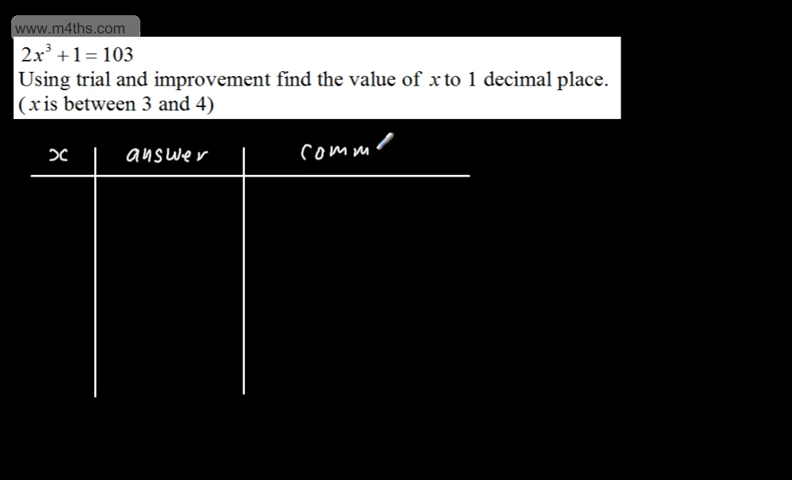 www.m4ths.com
2x³ + 1 = 103
Using trial and improvement find the value of x to 1 decimal place.
(x is between 3 and 4)
x answer comm